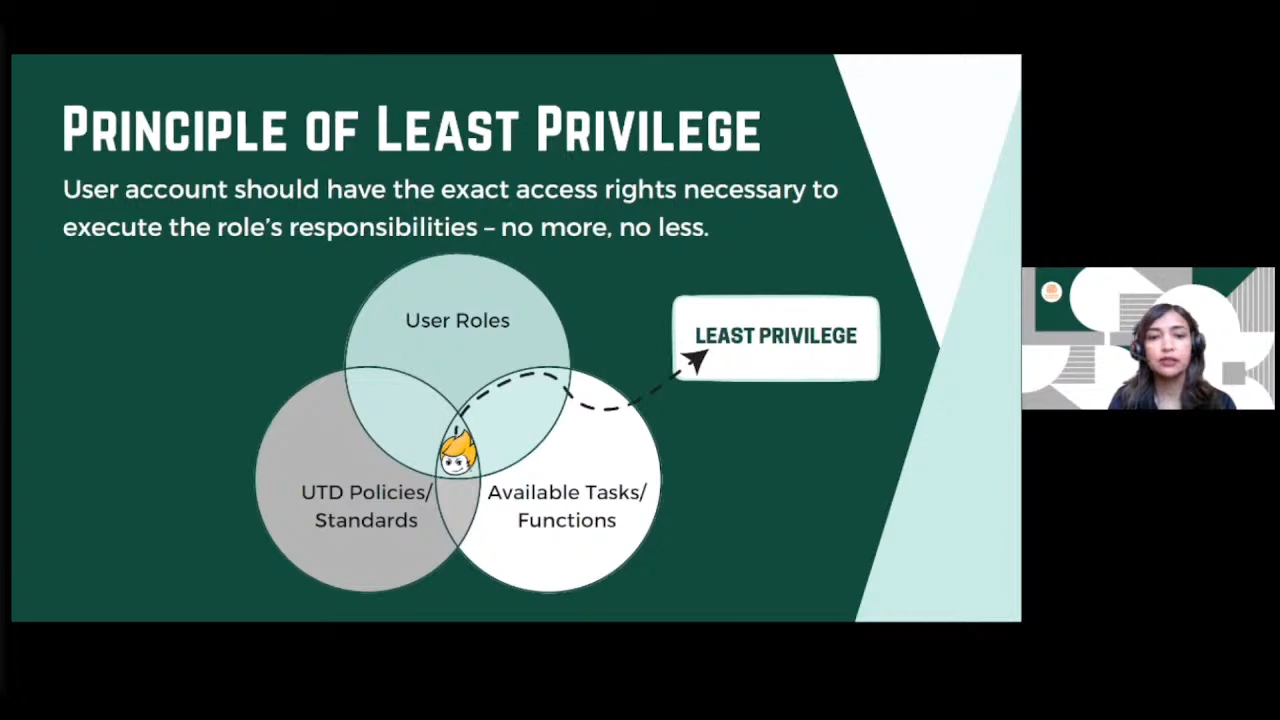 PRINCIPLE OF LEAST PRIVILEGE
User account should have the exact access rights necessary to
execute the role's responsibilities – no more, no less.
User Roles
LEAST PRIVILEGE
UTD Policies/
Standards
Available Tasks/
Functions